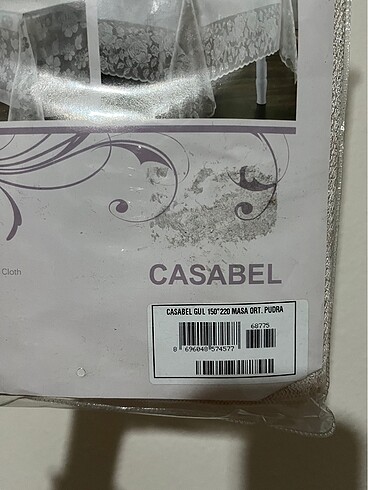 Cloth
CASABEL
CASABEL GUL 150*220 MASA ORT. PUDRA
68775
8 696048 574577